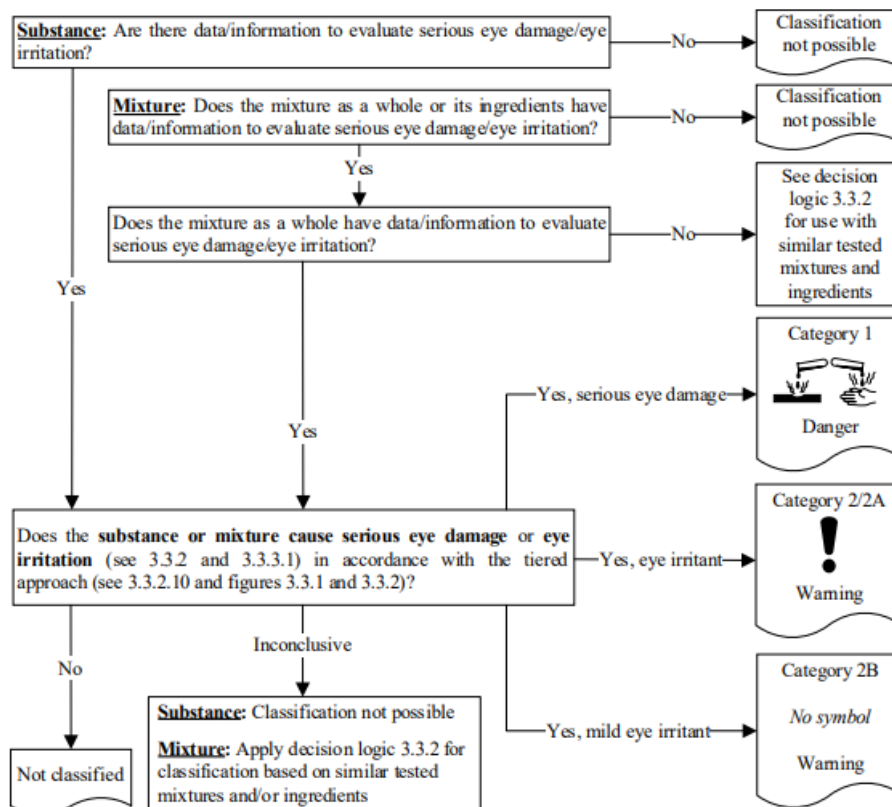 Substance: Are there data/information to evaluate serious eye damage/eye
irritation?
No
Classification
not possible
Mixture: Does the mixture as a whole or its ingredients have
data/information to evaluate serious eye damage/eye irritation?
No
Classification
not possible
Yes
Does the mixture as a whole have data/information to evaluate
serious eye damage/eye irritation?
No
See decision
logic 3.3.2
for use with
similar tested
mixtures and
ingredients
Yes
Yes
Yes, serious eye damage
Category 1
Danger
Does the substance or mixture cause serious eye damage or eye
irritation (see 3.3.2 and 3.3.3.1) in accordance with the tiered
approach (see 3.3.2.10 and figures 3.3.1 and 3.3.2)?
Yes, eye irritant
Category 2/2A
Warning
No
Inconclusive
Yes, mild eye irritant
Category 2B
No symbol
Warning
Not classified
Substance: Classification not possible
Mixture: Apply decision logic 3.3.2 for
classification based on similar tested
mixtures and/or ingredients